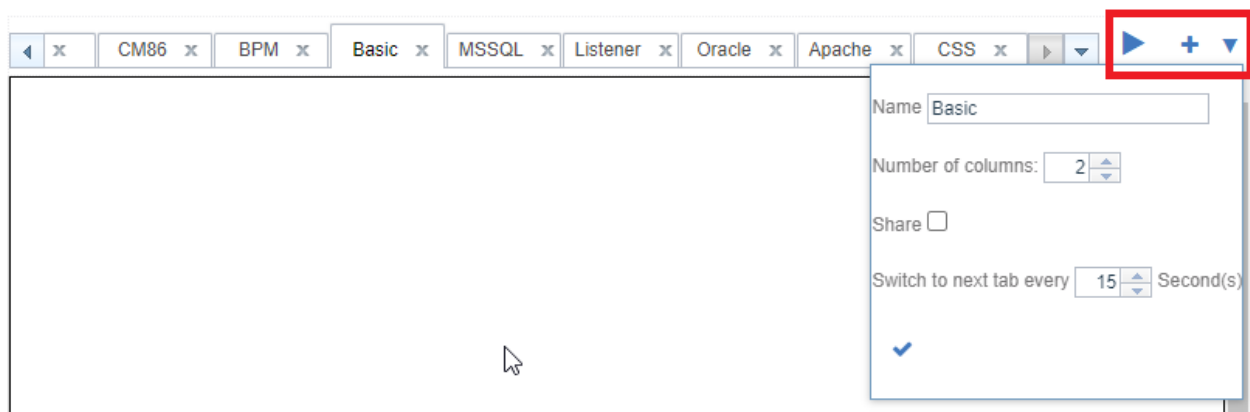 x CM86 x BPM x Basic x MSSQL x Listener x Oracle x Apache x CSS x
Name Basic
Number of columns: 2
Share
Switch to next tab every 15 Second(s)